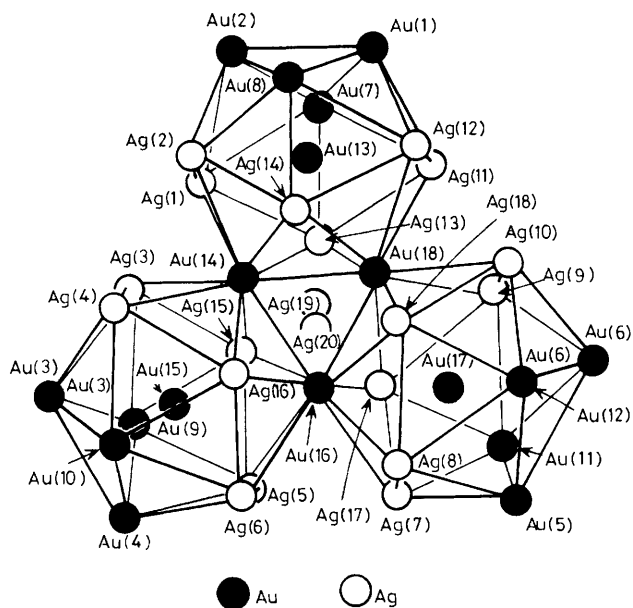 Au(2)
Au(1)
Au(8)
Au(7)
Ag(2)
Ag(12)
Au(13)
Ag(14)
Ag(1)
Ag(11)
Ag(18)
Ag(13)
Ag(10)
Ag(3)
Au(14)
Au(18)
Ag(9)
Ag(4)
Ag(15)
Ag(19)
Ag(20)
Au(6)
Au(3)
Au(15)
Au(17)
Au(6)
Au(3)
Ag(16)
Au(12)
Au(9)
Au(10)
Au(16)
Ag(8)
Au(11)
Ag(5)
Ag(17)
Au(4)
Ag(6)
Ag(7)
Au(5)
Au
Ag